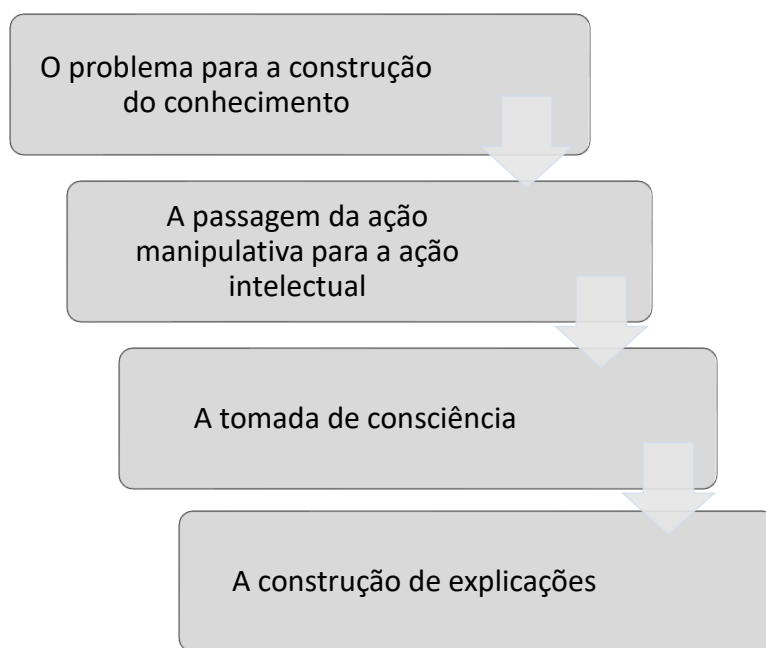 O problema para a construção
do conhecimento
A passagem da ação
manipulativa para a ação
intelectual
A tomada de consciência
A construção de explicações